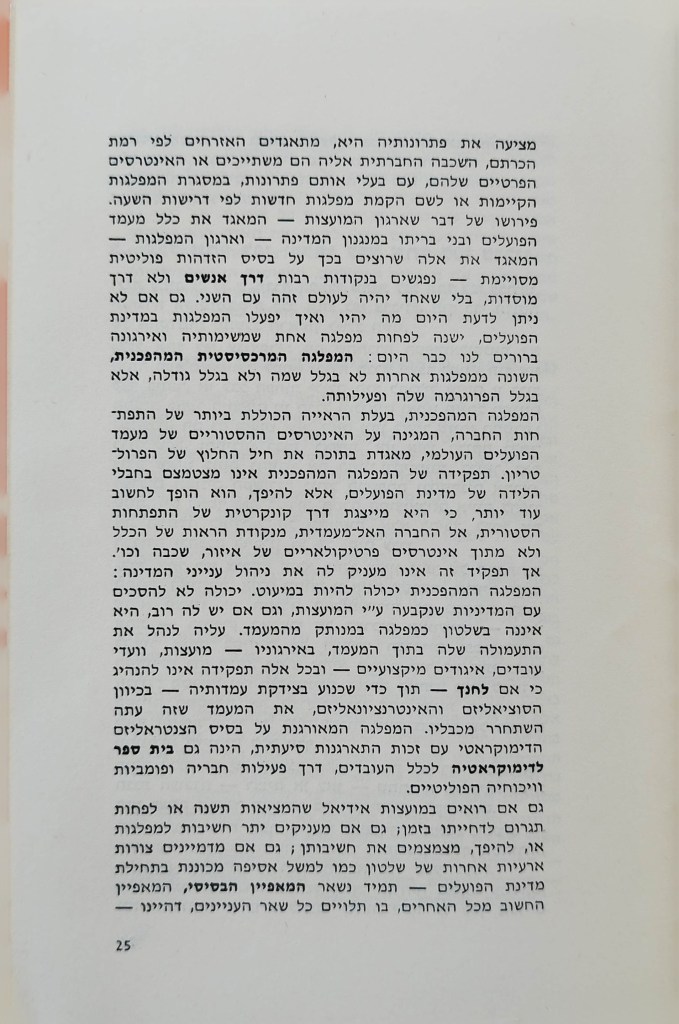 מציעה את פתרונותיה היא, מתאגדים האזרחים לפי רמת
הכרתם, השכבה החברתית אליה הם משתייכים או האינטרסים
הפרטיים שלהם, עם בעלי אותם פתרונות, במסגרת המפלגות
הקיימות או לשם הקמת מפלגות חדשות לפי דרישות השעה.
פירושו של דבר שארגון המועצות — המאגד את כלל מעמד
הפועלים ובני בריתו במנגנון המדינה — וארגון המפלגות —
המאגד את אלה שרוצים בכך על בסיס הזדהות פוליטית
מסויימת — נפגשים בנקודות רבות דרך אנשים ולא דרך
מוסדות, בלי שאחד יהיה לעולם זהה עם השני. גם אם לא
ניתן לדעת היום מה יהיו ואיך יפעלו המפלגות במדינת
הפועלים, ישנה לפחות מפלגה אחת שמשימותיה ואירגונה
ברורים לנו כבר היום: המפלגה המרכסיסטית המהפכנית,
השונה ממפלגות אחרות לא בגלל שמה ולא בגלל גודלה, אלא
בגלל הפרוגרמה שלה ופעילותה.
המפלגה המהפכנית, בעלת הראייה הכוללת ביותר של התפת־
חות החברה, המגינה על האינטרסים ההסטוריים של מעמד
הפועלים העולמי, מאגדת בתוכה את חיל החלוץ של הפרול־
טריון. תפקידה של המפלגה המהפכנית אינו מצטמצם בחבלי
הלידה של מדינת הפועלים, אלא להיפך, הוא הופך לחשוב
עוד יותר, כי היא מייצגת דרך קונקרטית של התפתחות
הסטורית, אל החברה האל־מעמדית, מנקודת הראות של הכלל
ולא מתוך אינטרסים פרטיקולאריים של איזור, שכבה וכו'.
אך תפקיד זה אינו מעניק לה את ניהול ענייני המדינה:
המפלגה המהפכנית יכולה להיות במיעוט. יכולה לא להסכים
עם המדיניות שנקבעה ע״י המועצות, וגם אם יש לה רוב, היא
איננה בשלטון כמפלגה במנותק מהמעמד. עליה לנהל את
התעמולה שלה בתוך המעמד, באירגוניו — מועצות, וועדי
עובדים, איגודים מיקצועיים — ובכל אלה תפקידה אינו להנהיג
כי אם לחנך — תוך כדי שכנוע בצידקת עמדותיה — בכיוון
הסוציאליזם והאינטרנציונאליזם, את המעמד שזה עתה
השתחרר מכבליו. המפלגה המאורגנת על בסיס הצנטראליזם
הדימוקראטי עם זכות התארגנות סיעתית, הינה גם בית ספר
לדימוקראטיה לכלל העובדים, דרך פעילות חבריה ופומביות
וויכוחיה הפוליטיים.
גם אם רואים במועצות אידיאל שהמציאות תשנה או לפחות
תגרום לדחייתו בזמן; גם אם מעניקים יתר חשיבות למפלגות
או, להיפך, מצמצמים את חשיבותן; גם אם מדמיינים צורות
ארעיות אחרות של שלטון כמו למשל אסיפה מכוננת בתחילת
מדינת הפועלים — תמיד נשאר המאפיין הבסיסי, המאפיין
החשוב מכל האחרים, בו תלויים כל שאר העניינים, דהיינו —
25